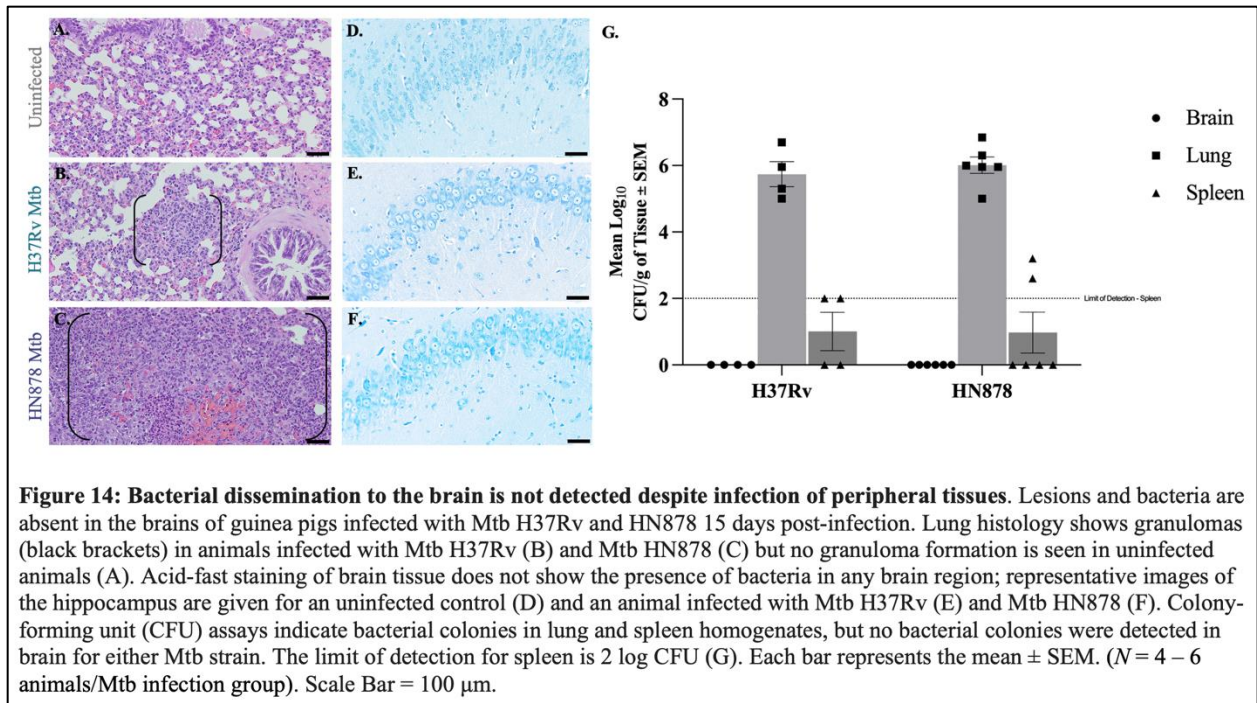 A.
D.
G.
Uninfected
B.
E.
H37Rv Mtb
C.
F.
HN878 Mtb
Mean Log10
CFU/g of Tissue ± SEM
8
6
4
2
0
H37Rv
HN878
Limit of Detection - Spleen
Brain
Lung
Spleen
Figure 14: Bacterial dissemination to the brain is not detected despite infection of peripheral tissues. Lesions and bacteria are
absent in the brains of guinea pigs infected with Mtb H37Rv and HN878 15 days post-infection. Lung histology shows granulomas
(black brackets) in animals infected with Mtb H37Rv (B) and Mtb HN878 (C) but no granuloma formation is seen in uninfected
animals (A). Acid-fast staining of brain tissue does not show the presence of bacteria in any brain region; representative images of
the hippocampus are given for an uninfected control (D) and an animal infected with Mtb H37Rv (E) and Mtb HN878 (F). Colony-
forming unit (CFU) assays indicate bacterial colonies in lung and spleen homogenates, but no bacterial colonies were detected in
brain for either Mtb strain. The limit of detection for spleen is 2 log CFU (G). Each bar represents the mean ± SEM. (N = 4 – 6
animals/Mtb infection group). Scale Bar = 100 μm.